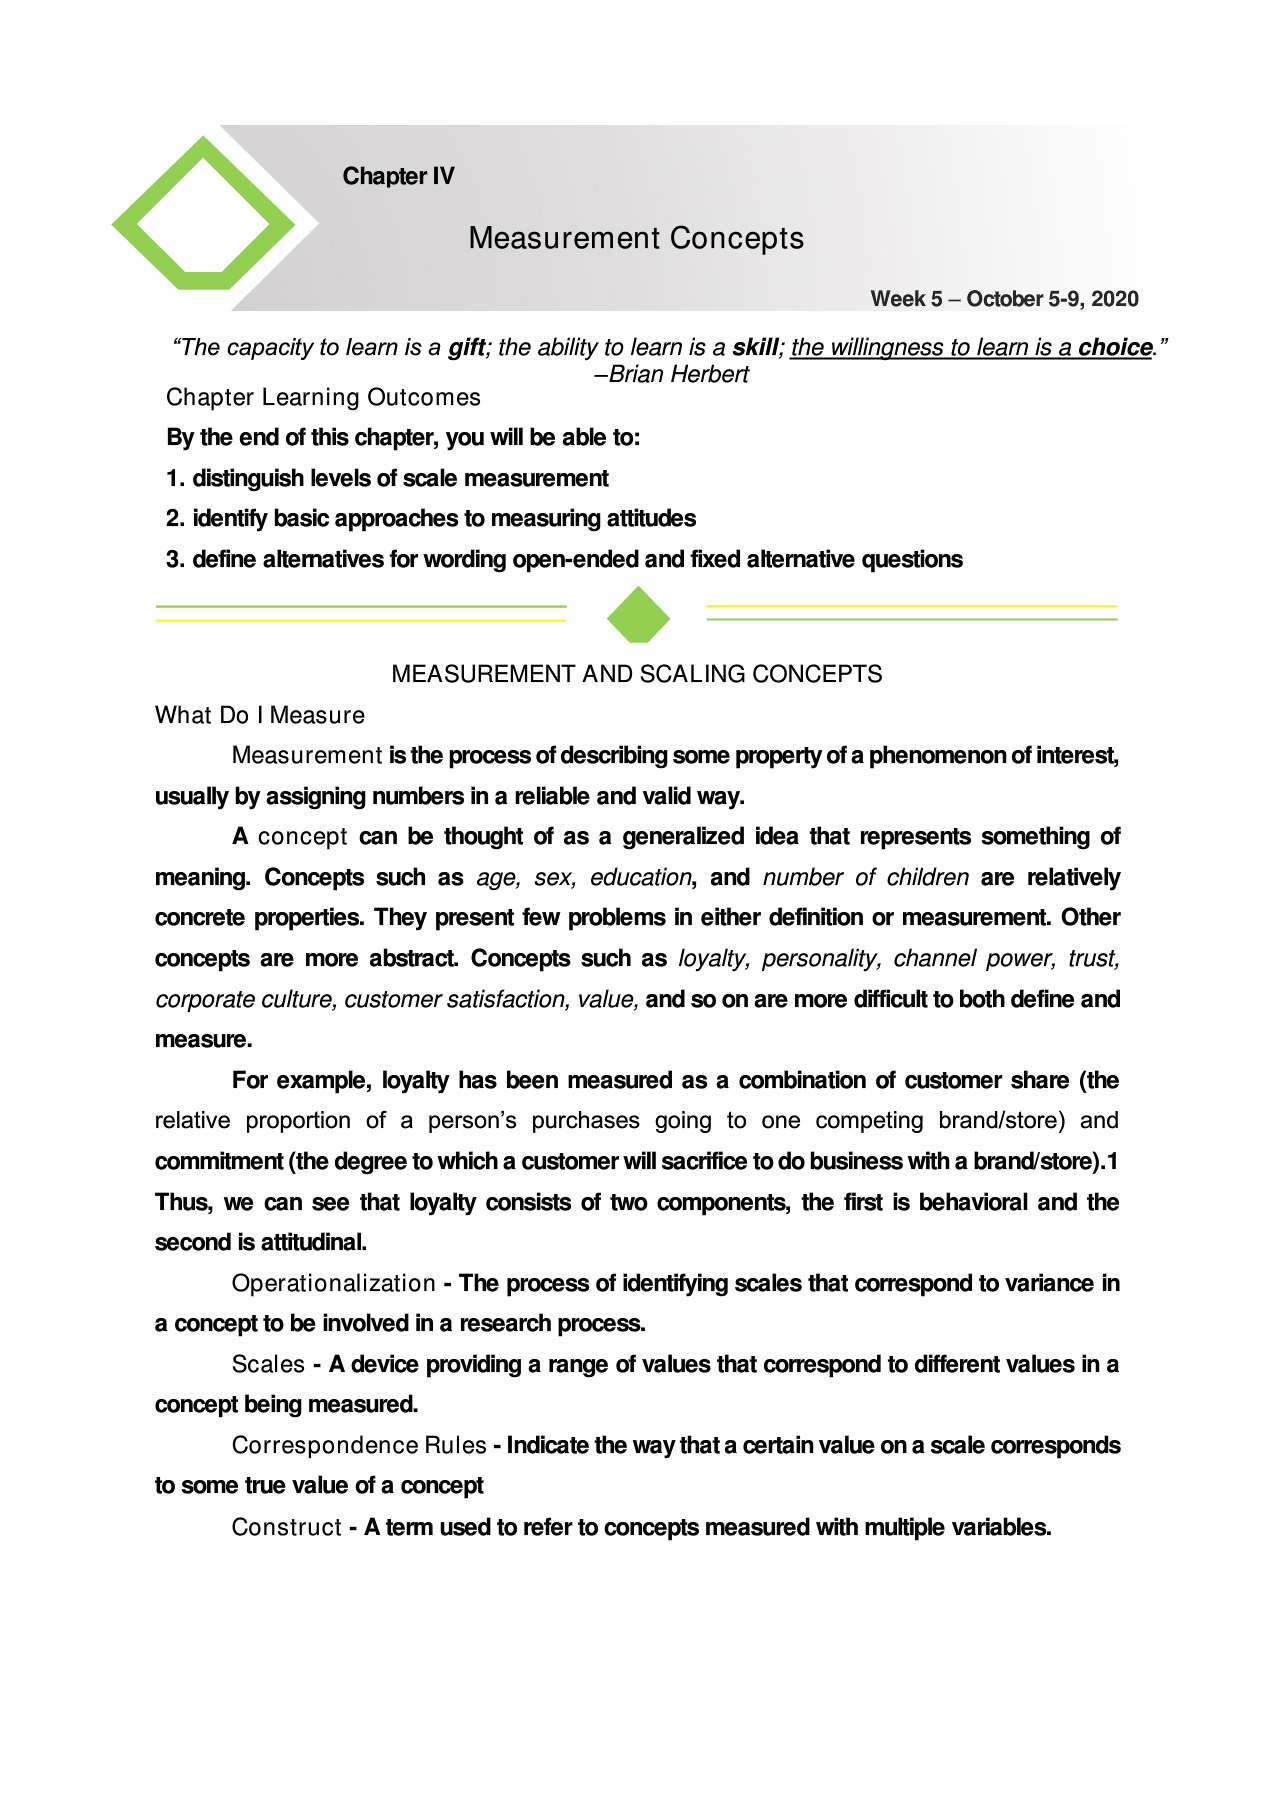 Chapter IV
Measurement Concepts
Week 5 – October 5-9, 2020
“The capacity to learn is a gift; the ability to learn is a skill; the willingness to learn is a choice.”
–Brian Herbert
Chapter Learning Outcomes
By the end of this chapter, you will be able to:
1. distinguish levels of scale measurement
2. identify basic approaches to measuring attitudes
3. define alternatives for wording open-ended and fixed alternative questions
MEASUREMENT AND SCALING CONCEPTS
What Do I Measure
Measurement is the process of describing some property of a phenomenon of interest,
usually by assigning numbers in a reliable and valid way.
A concept can be thought of as a generalized idea that represents something of
meaning. Concepts such as age, sex, education, and number of children are relatively
concrete properties. They present few problems in either definition or measurement. Other
concepts are more abstract. Concepts such as loyalty, personality, channel power, trust,
corporate culture, customer satisfaction, value, and so on are more difficult to both define and
measure.
For example, loyalty has been measured as a combination of customer share (the
relative proportion of a person’s purchases going to one competing brand/store) and
commitment (the degree to which a customer will sacrifice to do business with a brand/store).1
Thus, we can see that loyalty consists of two components, the first is behavioral and the
second is attitudinal.
Operationalization - The process of identifying scales that correspond to variance in
a concept to be involved in a research process.
Scales - A device providing a range of values that correspond to different values in a
concept being measured.
Correspondence Rules - Indicate the way that a certain value on a scale corresponds
to some true value of a concept
Construct - A term used to refer to concepts measured with multiple variables.